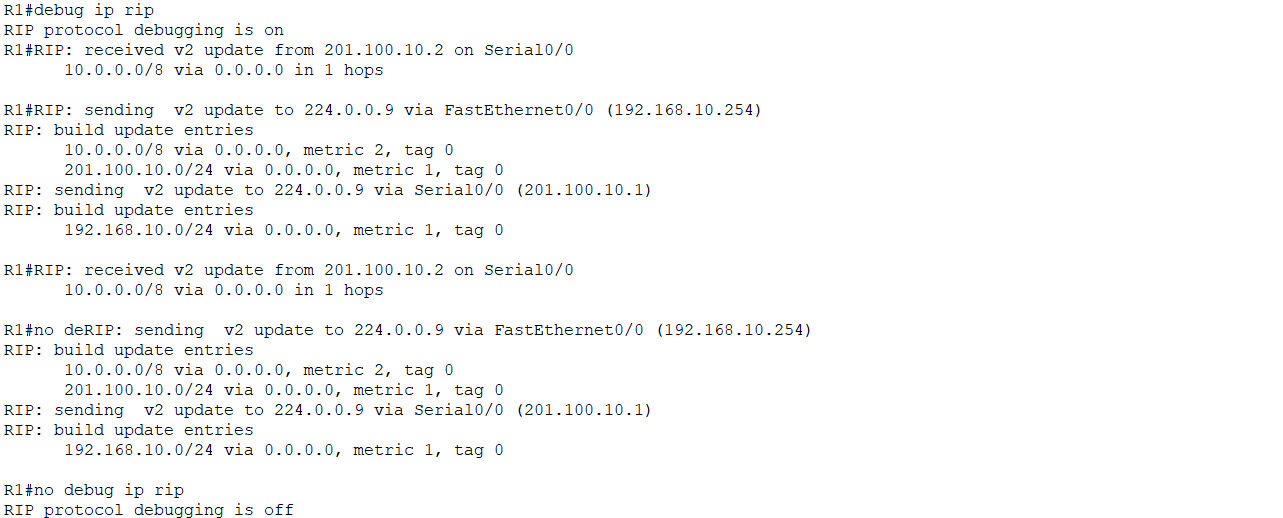 R1#debug ip rip
RIP protocol debugging is on
R1#RIP: received v2 update from 201.100.10.2 on Serial0/0
      10.0.0.0/8 via 0.0.0.0 in 1 hops
R1#RIP: sending  v2 update to 224.0.0.9 via FastEthernet0/0 (192.168.10.254)
RIP: build update entries
      10.0.0.0/8 via 0.0.0.0, metric 2, tag 0
      201.100.10.0/24 via 0.0.0.0, metric 1, tag 0
RIP: sending  v2 update to 224.0.0.9 via Serial0/0 (201.100.10.1)
RIP: build update entries
      192.168.10.0/24 via 0.0.0.0, metric 1, tag 0
R1#RIP: received v2 update from 201.100.10.2 on Serial0/0
      10.0.0.0/8 via 0.0.0.0 in 1 hops
R1#no deRIP: sending  v2 update to 224.0.0.9 via FastEthernet0/0 (192.168.10.254)
RIP: build update entries
      10.0.0.0/8 via 0.0.0.0, metric 2, tag 0
      201.100.10.0/24 via 0.0.0.0, metric 1, tag 0
RIP: sending  v2 update to 224.0.0.9 via Serial0/0 (201.100.10.1)
RIP: build update entries
      192.168.10.0/24 via 0.0.0.0, metric 1, tag 0
R1#no debug ip rip
RIP protocol debugging is off